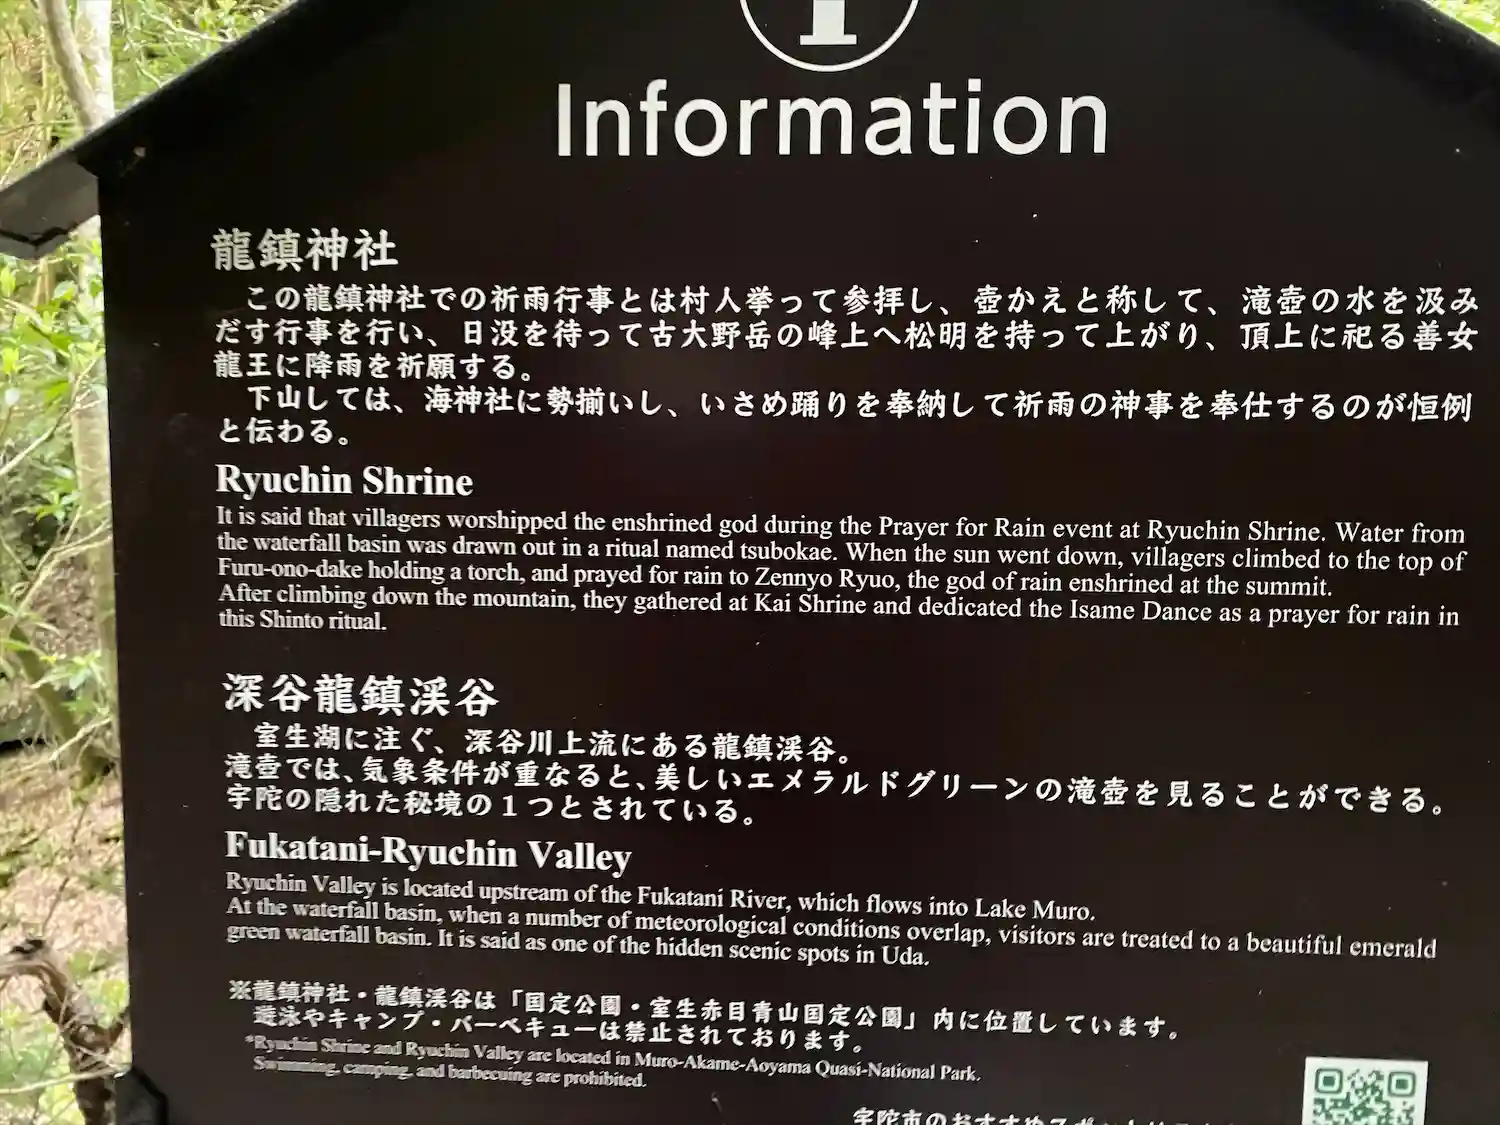 Information
龍鎮神社
この龍鎮神社での祈雨行事とは村人挙って参拝し、壺かえと称して、滝壺の水を汲み
だす行事を行い、日没を待って古大野岳の峰上へ松明を持って上がり、頂上に祀る善女
龍王に降雨を祈願する。
下山しては、海神社に勢揃いし、いさめ踊りを奉納して祈雨の神事を奉仕するのが恒例
と伝わる。
Ryuchin Shrine
It is said that villagers worshipped the enshrined god during the Prayer for Rain event at Ryuchin Shrine. Water from
the waterfall basin was drawn out in a ritual named tsubokae. When the sun went down, villagers climbed to the top of
Furu-ono-dake holding a torch, and prayed for rain to Zennyo Ryuo, the god of rain enshrined at the summit.
After climbing down the mountain, they gathered at Kai Shrine and dedicated the Isame Dance as a prayer for rain in
this Shinto ritual.
深谷龍鎮渓谷
室生湖に注ぐ、深谷川上流にある龍鎮渓谷。
滝壺では、気象条件が重なると、美しいエメラルドグリーンの滝壺を見ることができる。
宇陀の隠れた秘境の1つとされている。
Fukatani-Ryuchin Valley
Ryuchin Valley is located upstream of the Fukatani River, which flows into Lake Muro.
At the waterfall basin, when a number of meteorological conditions overlap, visitors are treated to a beautiful emerald
green waterfall basin. It is said as one of the hidden scenic spots in Uda.
※龍鎮神社・龍鎮渓谷は「国定公園・室生赤目青山国定公園」内に位置しています。
遊泳やキャンプ・バーベキューは禁止されております。
*Ryuchin Shrine and Ryuchin Valley are located in Muro-Akame-Aoyama Quasi-National Park.
Swimming, camping, and barbecuing are prohibited.
宇陀市のおすすめスポット